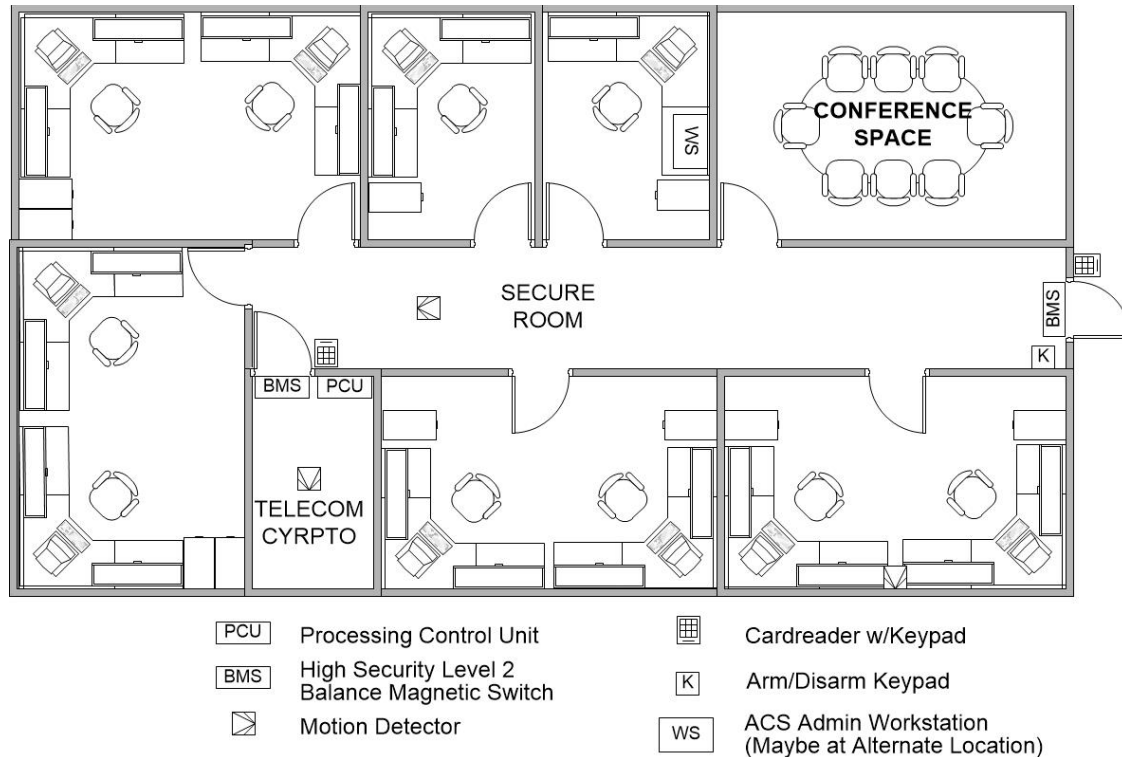 CONFERENCE
SPACE
WS
SECURE
ROOM
BMS
K
BMS
PCU
TELECOM
CYRPTO
PCU
Processing Control Unit
BMS
High Security Level 2
Balance Magnetic Switch
Motion Detector
Cardreader w/Keypad
K
Arm/Disarm Keypad
WS
ACS Admin Workstation
(Maybe at Alternate Location)